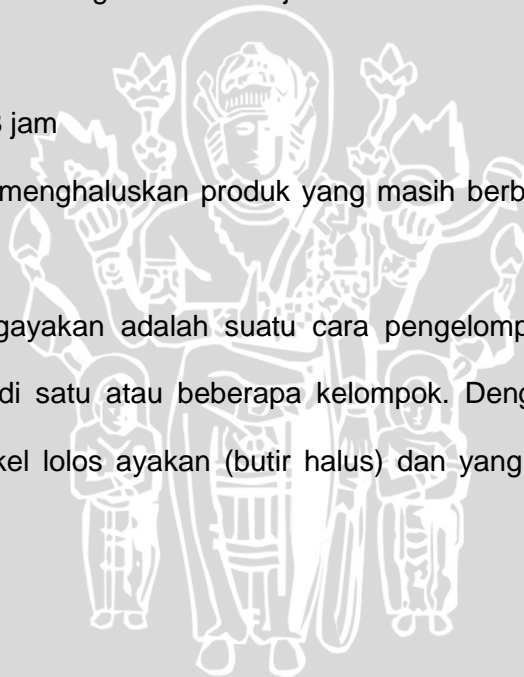 jam
menghaluskan produk yang masih berb
gayakan adalah suatu cara pengelomp
di satu atau beberapa kelompok. Deng
kel lolos ayakan (butir halus) dan yang